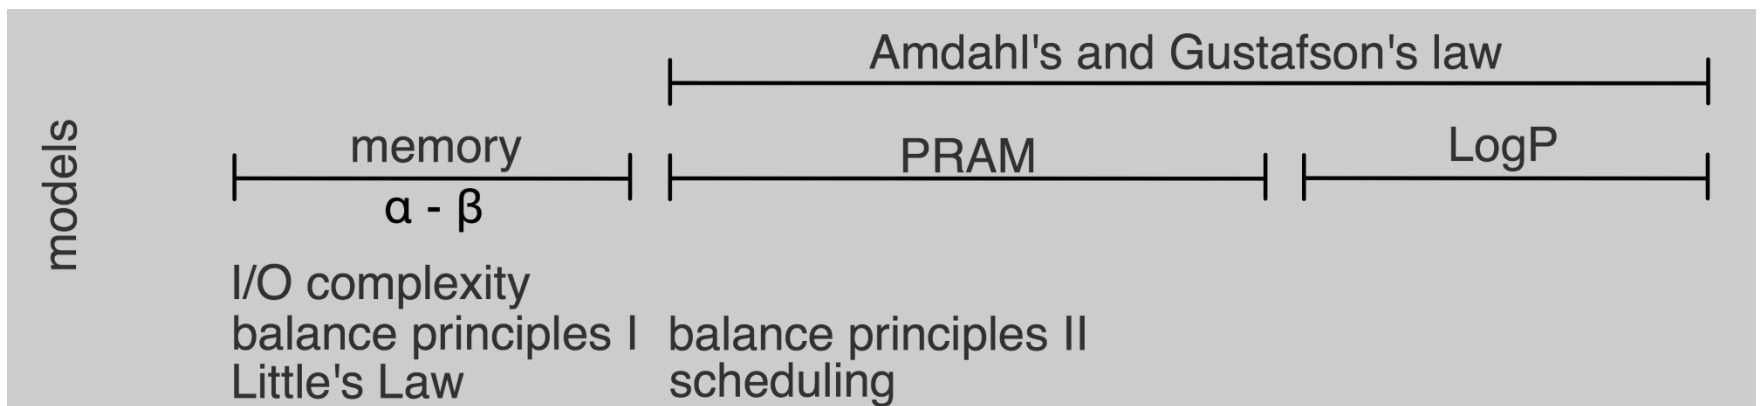 Amdahl's and Gustafson's law
models
memory
PRAM
LogP
α - β
I/O complexity
balance principles I
balance principles II
Little's Law
scheduling